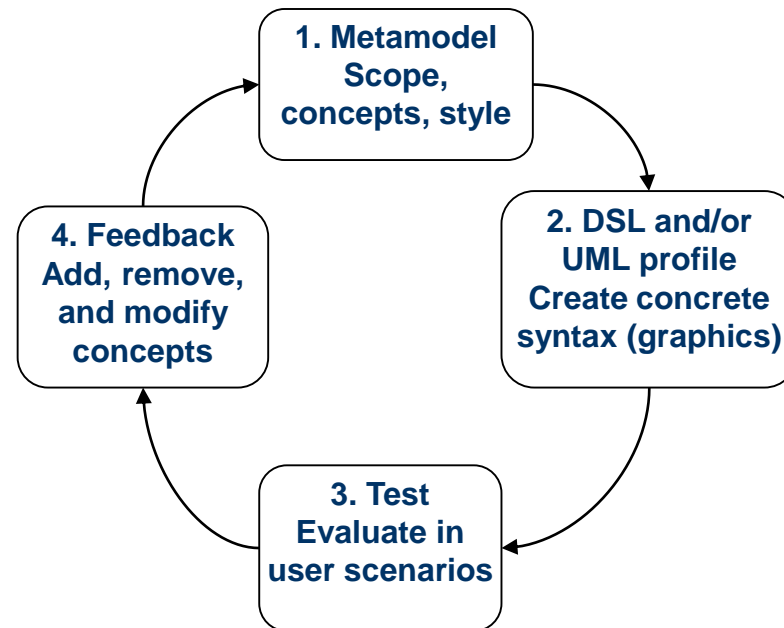 1. Metamodel
Scope,
concepts, style
2. DSL and/or
UML profile
Create concrete
syntax (graphics)
3. Test
Evaluate in
user scenarios
4. Feedback
Add, remove,
and modify
concepts